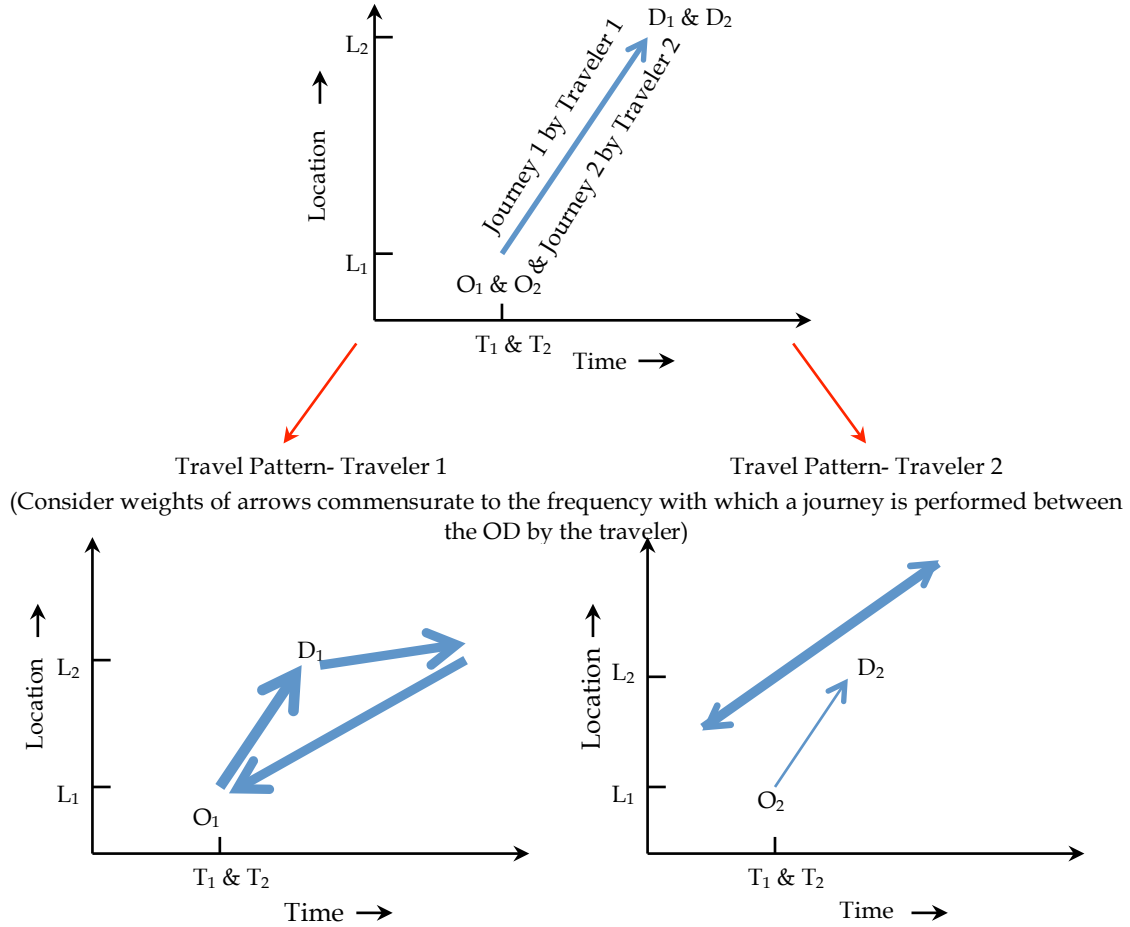 D₁ & D₂
L₂
Journey 1 by Traveler 1
& Journey 2 by Traveler 2
Location
L₁
O₁ & O₂
T₁ & T₂
Time
Travel Pattern- Traveler 1
Travel Pattern- Traveler 2
(Consider weights of arrows commensurate to the frequency with which a journey is performed between
the OD by the traveler)
D₁
L₂
Location
L₁
O₁
T₁ & T₂
Time
D₂
L₂
Location
L₁
O₂
T₁ & T₂
Time